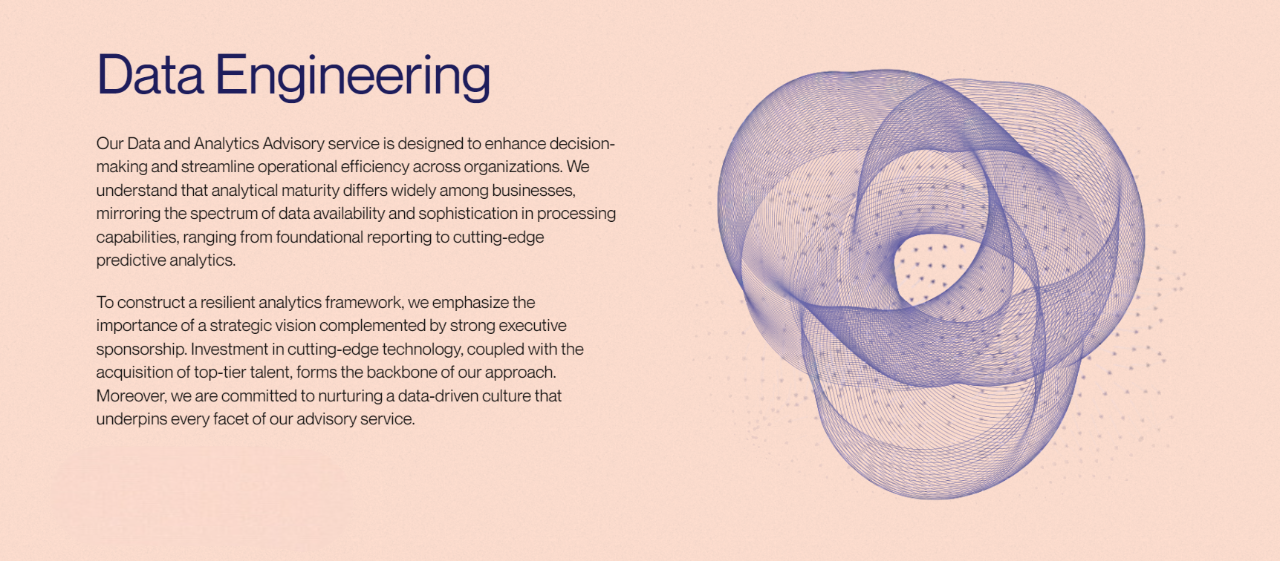 Data Engineering
Our Data and Analytics Advisory service is designed to enhance decision-
making and streamline operational efficiency across organizations. We
understand that analytical maturity differs widely among businesses,
mirroring the spectrum of data availability and sophistication in processing
capabilities, ranging from foundational reporting to cutting-edge
predictive analytics.
To construct a resilient analytics framework, we emphasize the
importance of a strategic vision complemented by strong executive
sponsorship. Investment in cutting-edge technology, coupled with the
acquisition of top-tier talent, forms the backbone of our approach.
Moreover, we are committed to nurturing a data-driven culture that
underpins every facet of our advisory service.